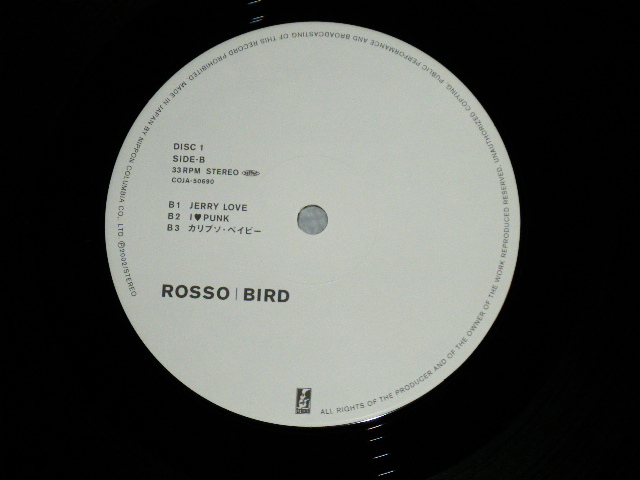 DISC 1
SIDE-B
33RPM STEREO
COJA-50690
B1 JERRY LOVE
B2 I♥PUNK
B3 カリプソ・ベイビー
ROSSO | BIRD
ALL RIGHTS OF THE PRODUCER AND OF THE OWNER OF THE WORK REPRODUCED RESERVED. UNAUTHORIZED COPYING, PUBLIC PERFORMANCE AND BROADCASTING OF THIS RECORD PROHIBITED. MADE IN JAPAN BY NIPPON COLUMBIA CO., LTD. ℗2002/STEREO